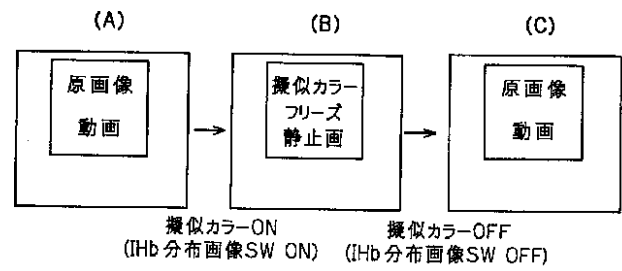 (A)
(B)
(C)
原画像
動画
擬似カラー
フリーズ
静止画
原画像
動画
擬似カラーON
(IHb分布画像SW ON)
擬似カラーOFF
(IHb分布画像SW OFF)